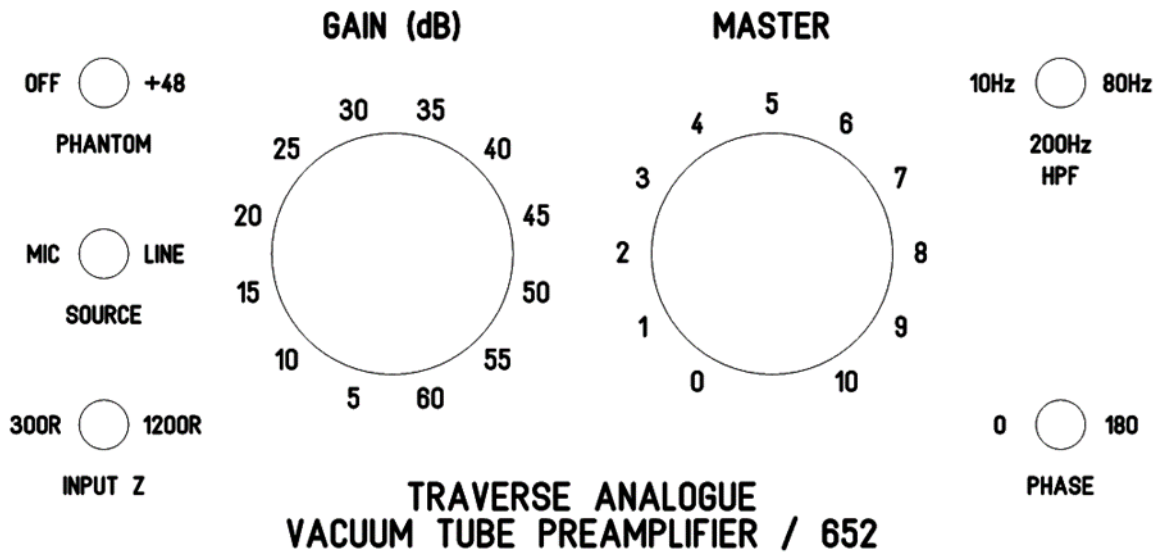 GAIN (dB)
MASTER
OFF +48
PHANTOM
MIC LINE
SOURCE
300R 1200R
INPUT Z
30 35
25 40
20 45
15 50
10 55
5 60
5
4 6
3 7
2 8
1 9
0 10
10Hz 80Hz
200Hz
HPF
0 180
PHASE
TRAVERSE ANALOGUE
VACUUM TUBE PREAMPLIFIER / 652